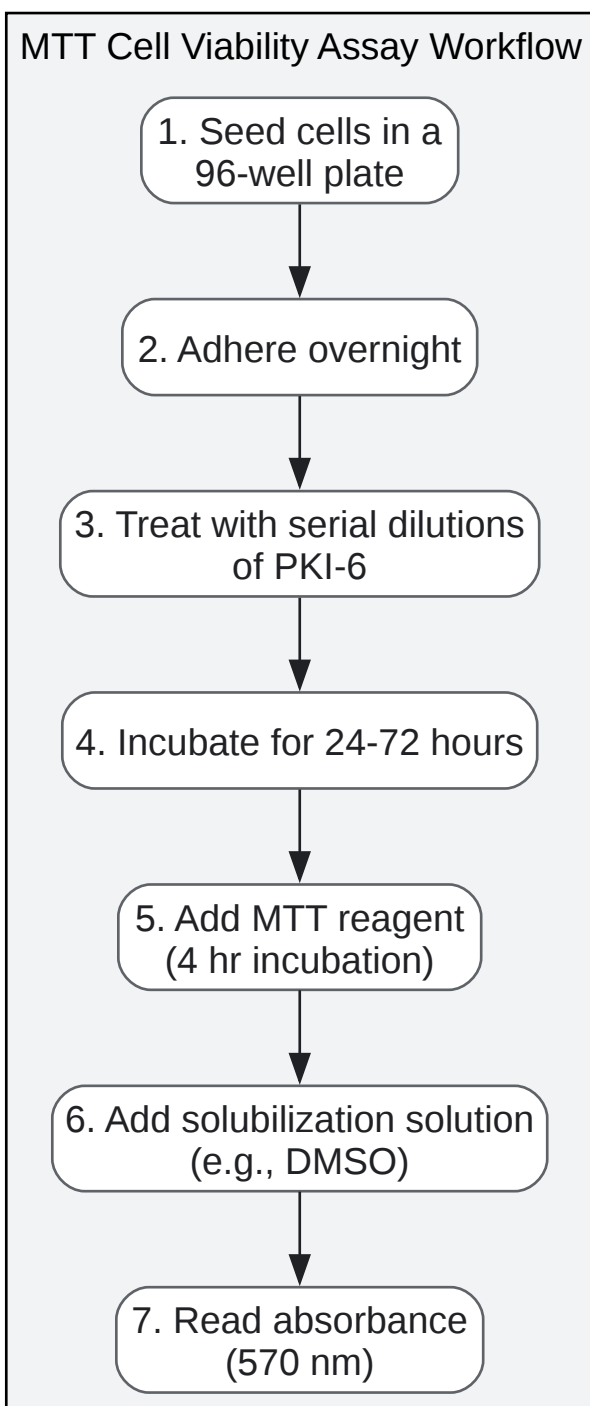 MTT Cell Viability Assay Workflow
1. Seed cells in a
96-well plate
2. Adhere overnight
3. Treat with serial dilutions
of PKI-6
4. Incubate for 24-72 hours
5. Add MTT reagent
(4 hr incubation)
6. Add solubilization solution
(e.g., DMSO)
7. Read absorbance
(570 nm)